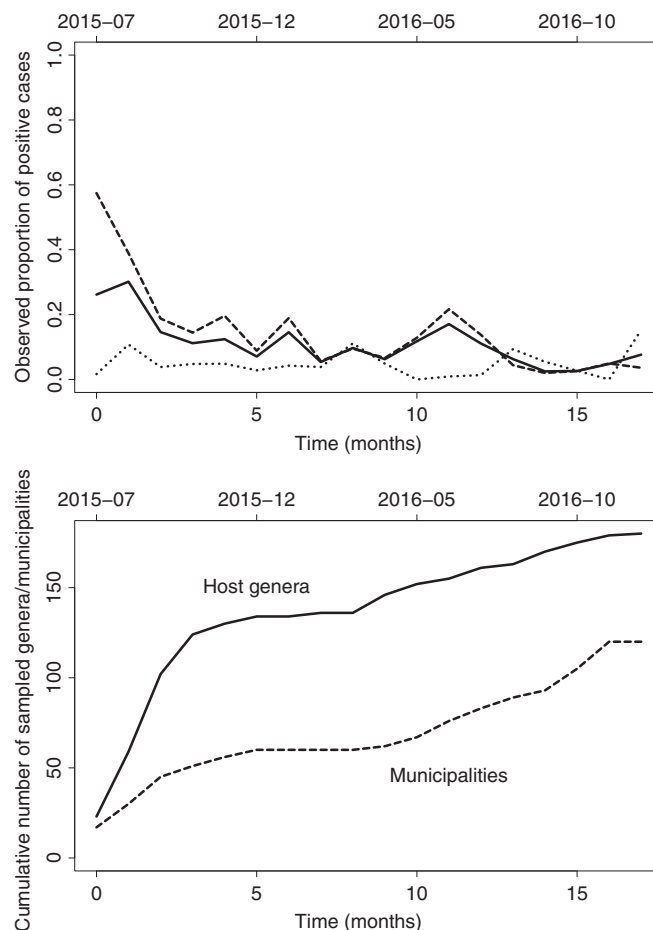 2015−07 2015−12 2016−05 2016−10
1.0
0.8
0.6
0.4
0.2
0.0
Observed proportion of positive cases
0 5 10 15
Time (months)
2015−07 2015−12 2016−05 2016−10
150
100
50
0
Cumulative number of sampled genera/municipalities
Host genera
Municipalities
0 5 10 15
Time (months)